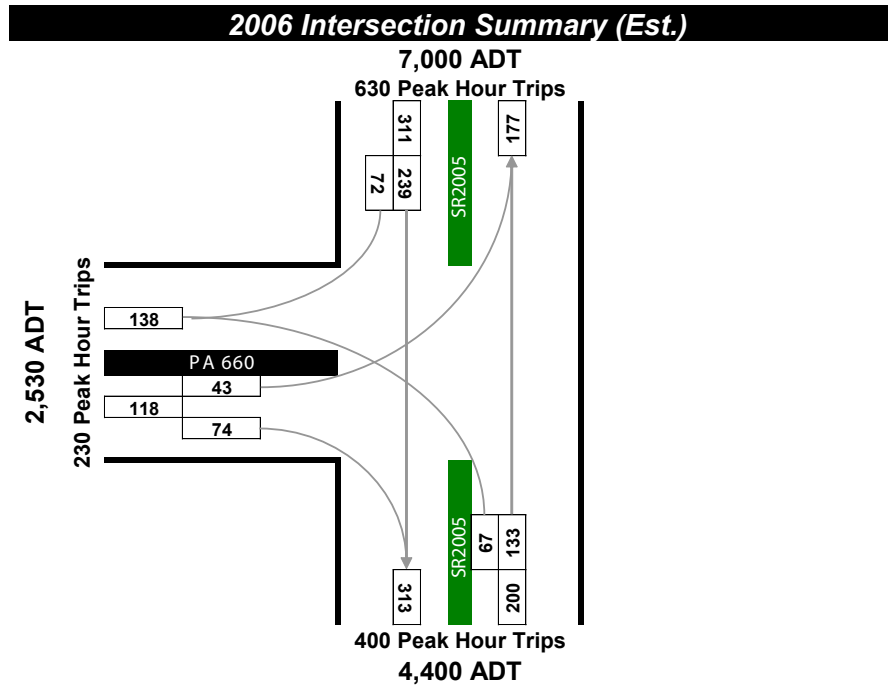 2006 Intersection Summary (Est.)
7,000 ADT
630 Peak Hour Trips
311
177
72
239
SR2005
2,530 ADT
230 Peak Hour Trips
138
PA 660
43
118
74
SR2005
67
133
313
200
400 Peak Hour Trips
4,400 ADT